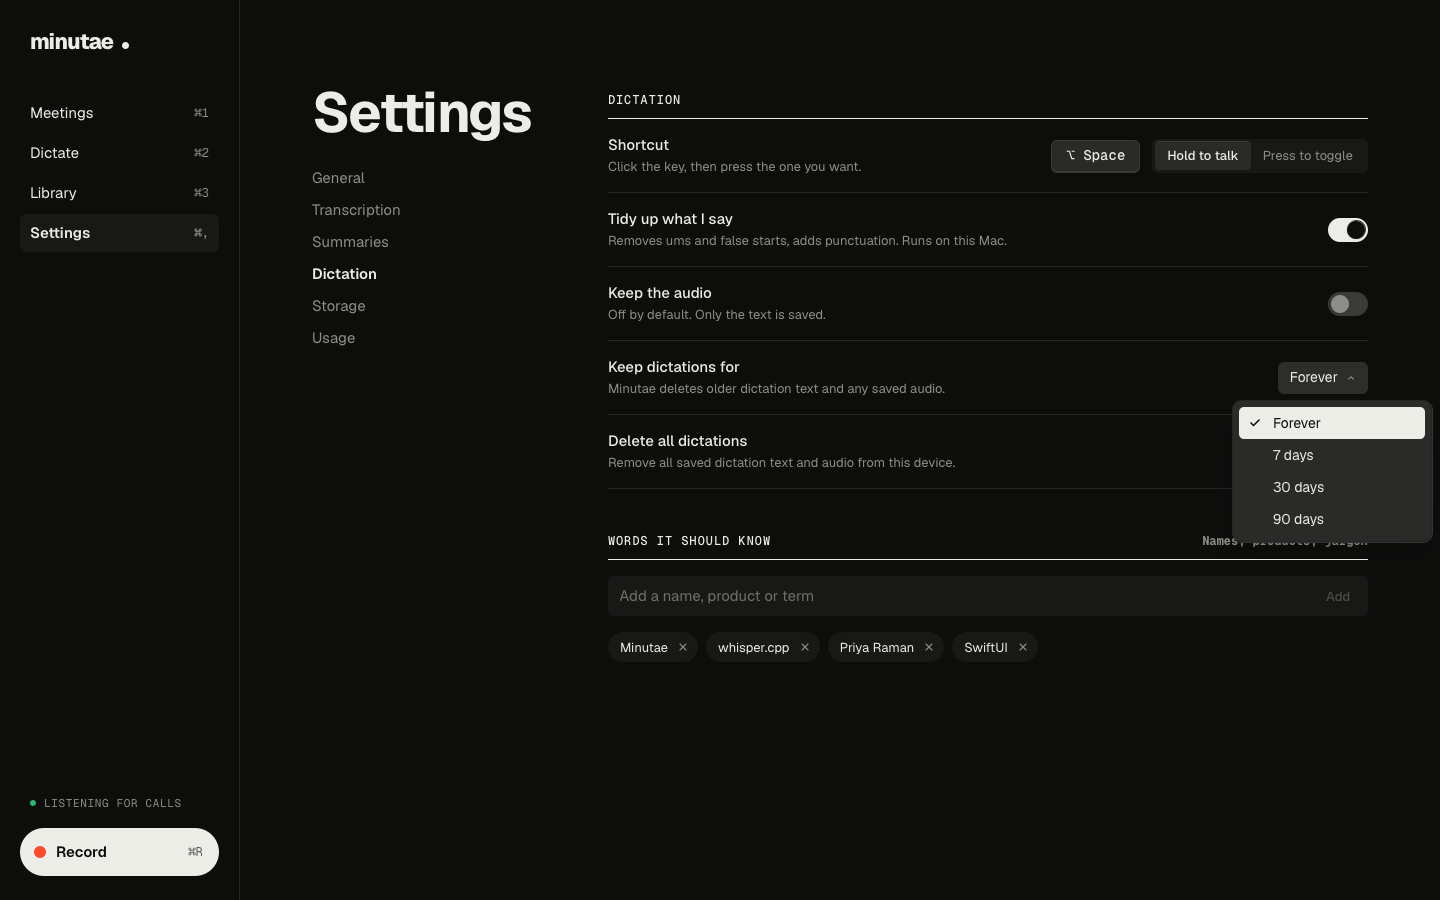 minutae
Meetings ⌘1
Dictate ⌘2
Library ⌘3
Settings ⌘,
LISTENING FOR CALLS
Record ⌘R
Settings
General
Transcription
Summaries
Dictation
Storage
Usage
DICTATION
Shortcut
Click the key, then press the one you want.
⌥ Space
Hold to talk
Press to toggle
Tidy up what I say
Removes ums and false starts, adds punctuation. Runs on this Mac.
Keep the audio
Off by default. Only the text is saved.
Keep dictations for
Minutae deletes older dictation text and any saved audio.
Forever
Forever
7 days
30 days
90 days
Delete all dictations
Remove all saved dictation text and audio from this device.
WORDS IT SHOULD KNOW
Names, products, jargon
Add a name, product or term
Add
Minutae ×
whisper.cpp ×
Priya Raman ×
SwiftUI ×